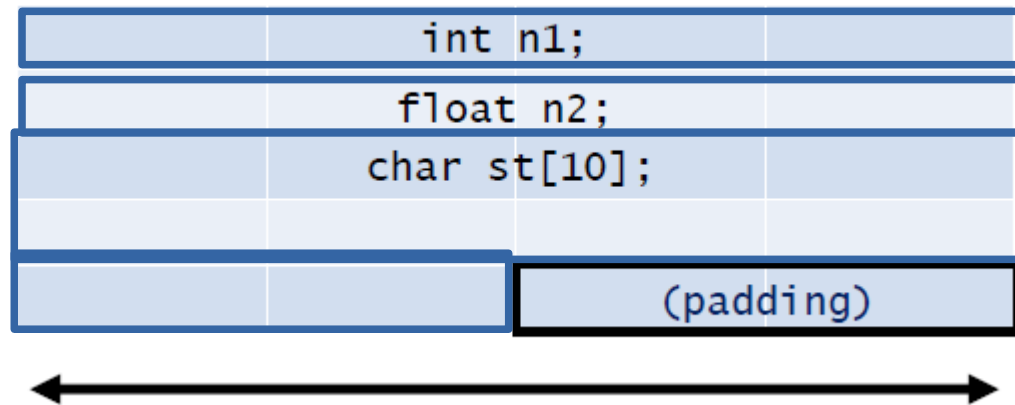 int n1;
float n2;
char st[10];
(padding)